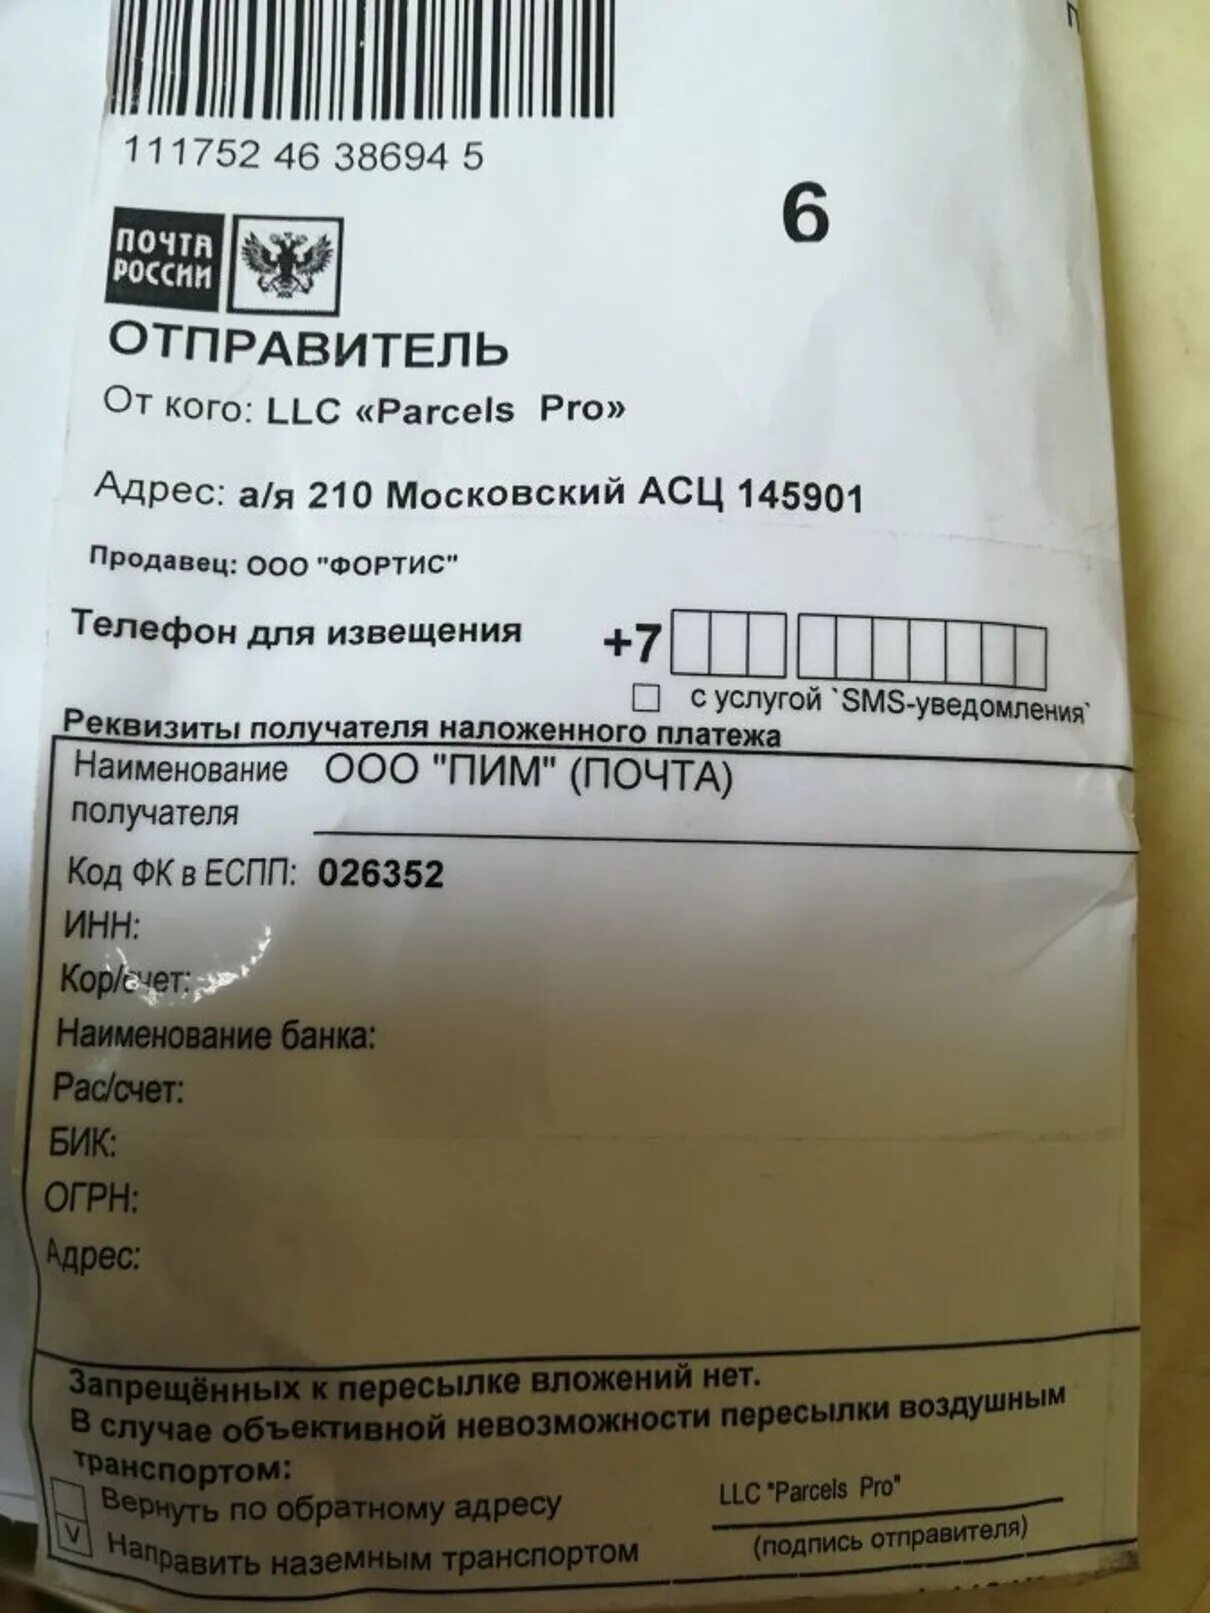 111752 46 38694 5
6
ПОЧТА
РОССИИ
ОТПРАВИТЕЛЬ
От кого: LLC «Parcels Pro»
Адрес: а/я 210 Московский АСЦ 145901
Продавец: ООО "ФОРТИС"
Телефон для извещения +7
с услугой `SMS-уведомления`
Реквизиты получателя наложенного платежа
Наименование ООО "ПИМ" (ПОЧТА)
получателя
Код ФК в ЕСПП: 026352
ИНН:
Кор/счет:
Наименование банка:
Рас/счет:
БИК:
ОГРН:
Адрес:
Запрещённых к пересылке вложений нет.
В случае объективной невозможности пересылки воздушным
транспортом:
Вернуть по обратному адресу LLC "Parcels Pro"
V Направить наземным транспортом (подпись отправителя)